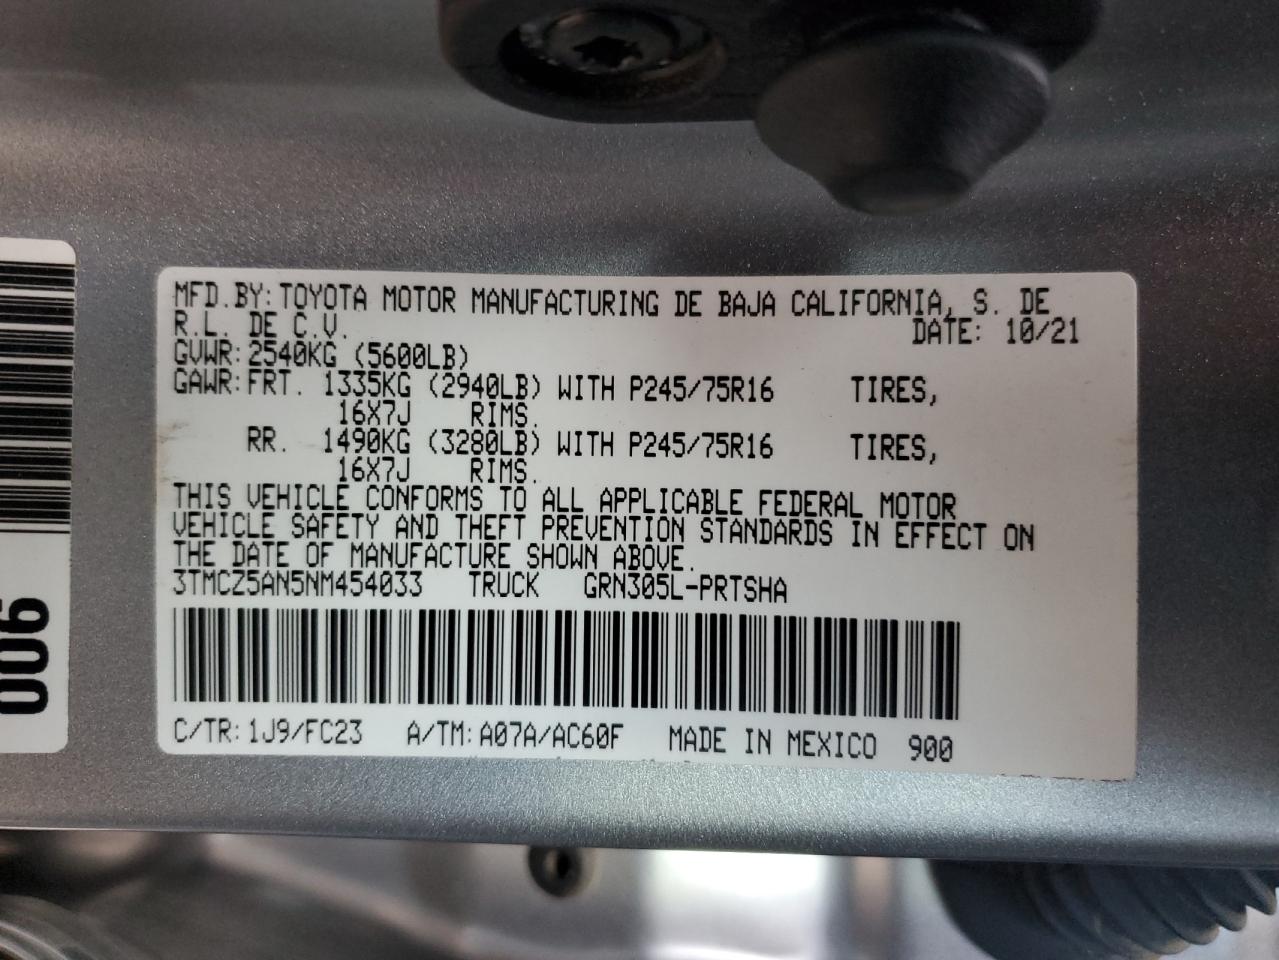 MFD.BY:TOYOTA MOTOR MANUFACTURING DE BAJA CALIFORNIA, S. DE
R.L. DE C.V. DATE: 10/21
GVWR:2540KG (5600LB)
GAWR:FRT. 1335KG (2940LB) WITH P245/75R16 TIRES,
16X7J RIMS.
RR. 1490KG (3280LB) WITH P245/75R16 TIRES,
16X7J RIMS.
THIS VEHICLE CONFORMS TO ALL APPLICABLE FEDERAL MOTOR
VEHICLE SAFETY AND THEFT PREVENTION STANDARDS IN EFFECT ON
THE DATE OF MANUFACTURE SHOWN ABOVE.
3TMCZ5AN5NM454033 TRUCK GRN305L-PRTSHA
C/TR:1J9/FC23 A/TM:A07A/AC60F MADE IN MEXICO 900
006